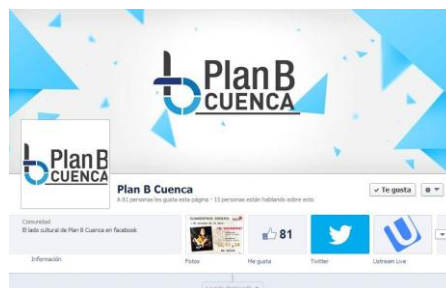 Plan B
CUENCA
Plan B
CUENCA
Plan B Cuenca
A 81 personas les gusta esta página · 15 personas están hablando sobre esto
Te gusta
Comunidad
El lado cultural de Plan B Cuenca en facebook
Información
Fotos
81
Me gusta
Twitter
Ustream Live